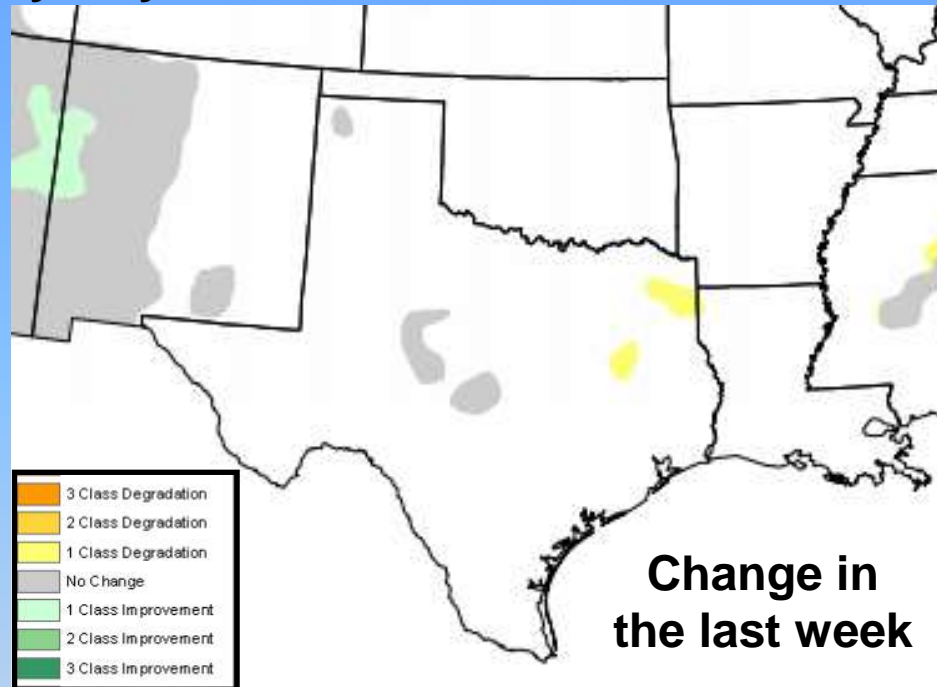 3 Class Degradation
2 Class Degradation
1 Class Degradation
No Change
1 Class Improvement
2 Class Improvement
3 Class Improvement
Change in
the last week